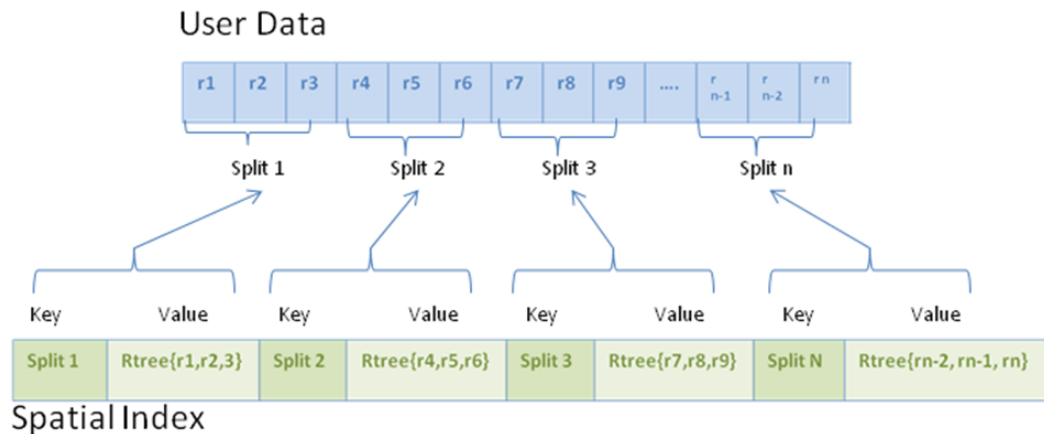 User Data
r1 r2 r3 r4 r5 r6 r7 r8 r9 .... r n-1 r n-2 r n
Split 1 Split 2 Split 3 Split n
Key Value Key Value Key Value Key Value
Split 1 Rtree{r1,r2,3} Split 2 Rtree{r4,r5,r6} Split 3 Rtree{r7,r8,r9} Split N Rtree{rn-2, rn-1, rn}
Spatial Index